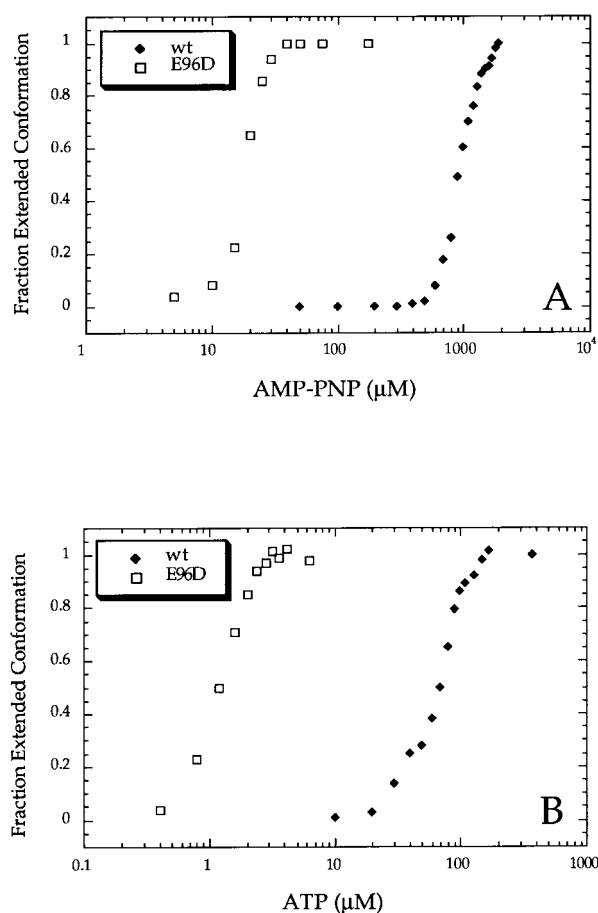 wt
E96D
Fraction Extended Conformation
1
0.8
0.6
0.4
0.2
0
A
1 10 100 1000 10⁴
AMP-PNP (µM)
wt
E96D
Fraction Extended Conformation
1
0.8
0.6
0.4
0.2
0
B
0.1 1 10 100 1000
ATP (µM)